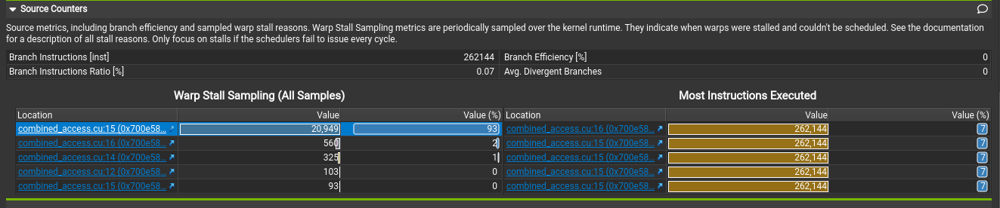 Source Counters
Source metrics, including branch efficiency and sampled warp stall reasons. Warp Stall Sampling metrics are periodically sampled over the kernel runtime. They indicate when warps were stalled and couldn't be scheduled. See the documentation
for a description of all stall reasons. Only focus on stalls if the schedulers fail to issue every cycle.
Branch Instructions [inst] 262144 Branch Efficiency [%] 0
Branch Instructions Ratio [%] 0.07 Avg. Divergent Branches 0
Warp Stall Sampling (All Samples) Most Instructions Executed
Location Value Value (%) Location Value Value (%)
combined_access.cu:15 (0x700e58... 20,949 93 combined_access.cu:16 (0x700e58... 262,144 7
combined_access.cu:16 (0x700e58... 560 2 combined_access.cu:15 (0x700e58... 262,144 7
combined_access.cu:14 (0x700e58... 325 1 combined_access.cu:15 (0x700e58... 262,144 7
combined_access.cu:12 (0x700e58... 103 0 combined_access.cu:15 (0x700e58... 262,144 7
combined_access.cu:15 (0x700e58... 93 0 combined_access.cu:15 (0x700e58... 262,144 7